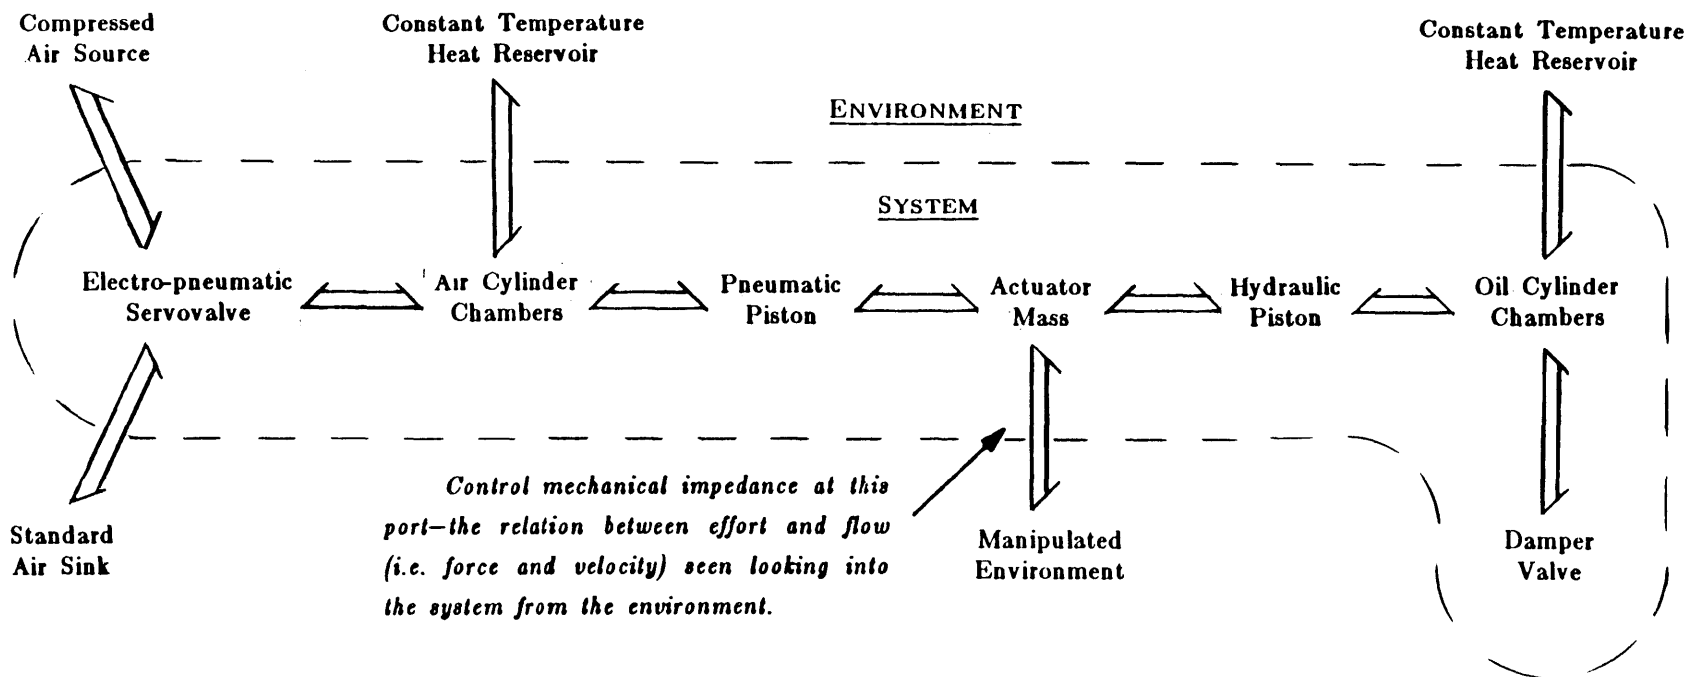 Compressed
Air Source
Constant Temperature
Heat Reservoir
Constant Temperature
Heat Reservoir
ENVIRONMENT
SYSTEM
Electro-pneumatic
Servovalve
Air Cylinder
Chambers
Pneumatic
Piston
Actuator
Mass
Hydraulic
Piston
Oil Cylinder
Chambers
Control mechanical impedance at this
port—the relation between effort and flow
(i.e. force and velocity) seen looking into
the system from the environment.
Standard
Air Sink
Manipulated
Environment
Damper
Valve